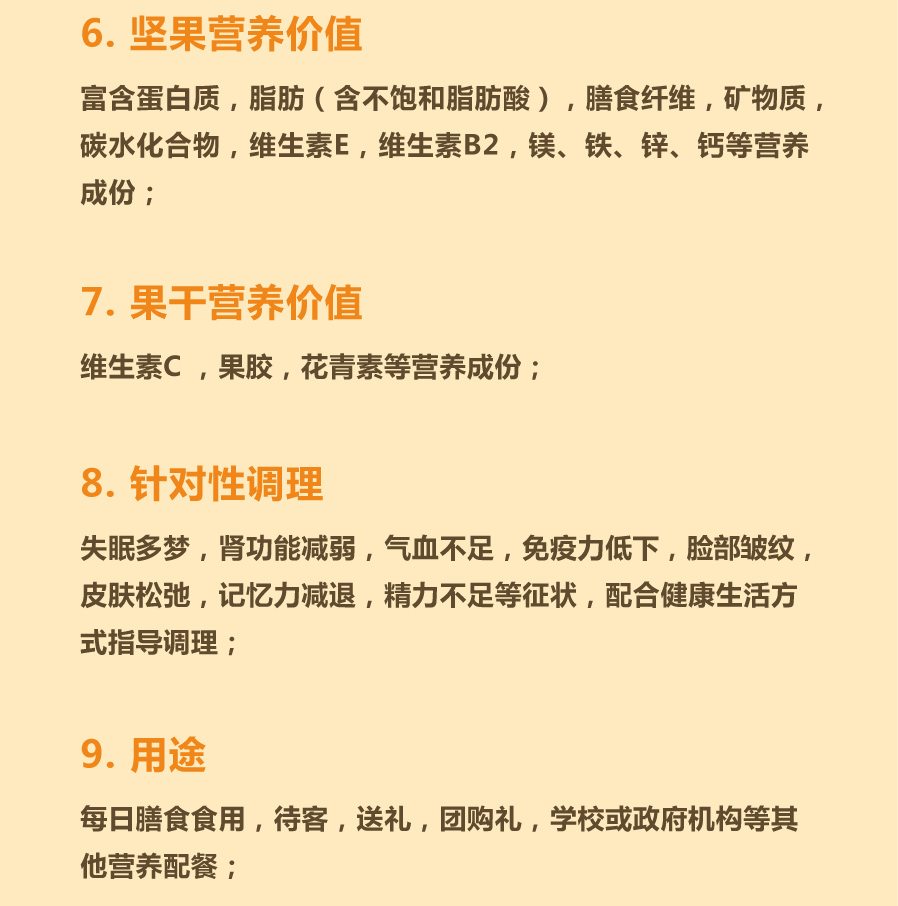 6. 坚果营养价值
富含蛋白质，脂肪（含不饱和脂肪酸），膳食纤维，矿物质，
碳水化合物，维生素E，维生素B2，镁、铁、锌、钙等营养
成份；
7. 果干营养价值
维生素C ，果胶，花青素等营养成份；
8. 针对性调理
失眠多梦，肾功能减弱，气血不足，免疫力低下，脸部皱纹，
皮肤松弛，记忆力减退，精力不足等征状，配合健康生活方
式指导调理；
9. 用途
每日膳食食用，待客，送礼，团购礼，学校或政府机构等其
他营养配餐；